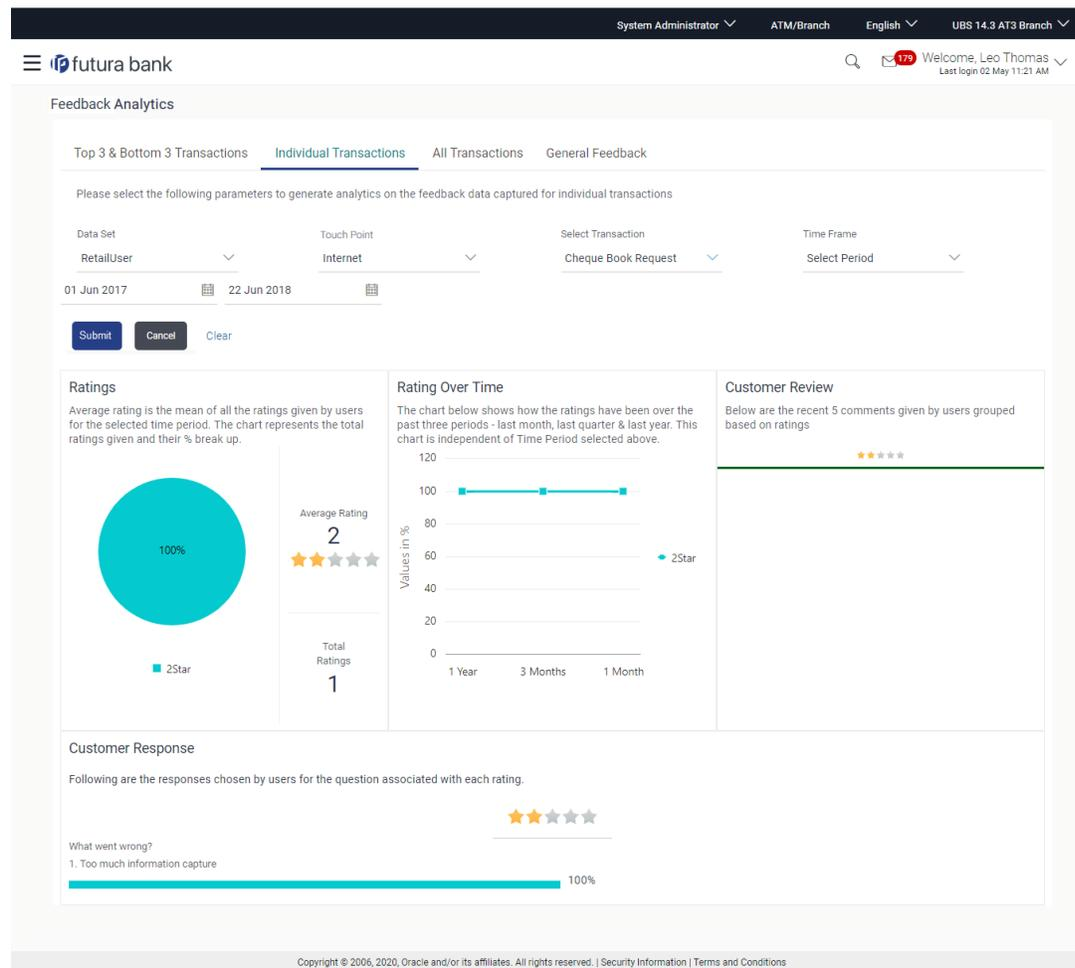 System Administrator ATM/Branch English UBS 14.3 AT3 Branch
futura bank 179 Welcome, Leo Thomas
Last login 02 May 11:21 AM
Feedback Analytics
Top 3 & Bottom 3 Transactions Individual Transactions All Transactions General Feedback
Please select the following parameters to generate analytics on the feedback data captured for individual transactions
Data Set Touch Point Select Transaction Time Frame
RetailUser Internet Cheque Book Request Select Period
01 Jun 2017 22 Jun 2018
Submit Cancel Clear
Ratings
Average rating is the mean of all the ratings given by users
for the selected time period. The chart represents the total
ratings given and their % break up.
100%
2Star
Average Rating
2
Total
Ratings
1
Rating Over Time
The chart below shows how the ratings have been over the
past three periods - last month, last quarter & last year. This
chart is independent of Time Period selected above.
Values in %
120
100
80
60
40
20
0
1 Year 3 Months 1 Month
2Star
Customer Review
Below are the recent 5 comments given by users grouped
based on ratings
Customer Response
Following are the responses chosen by users for the question associated with each rating.
What went wrong?
1. Too much information capture
100%
Copyright © 2006, 2020, Oracle and/or its affiliates. All rights reserved. | Security Information | Terms and Conditions